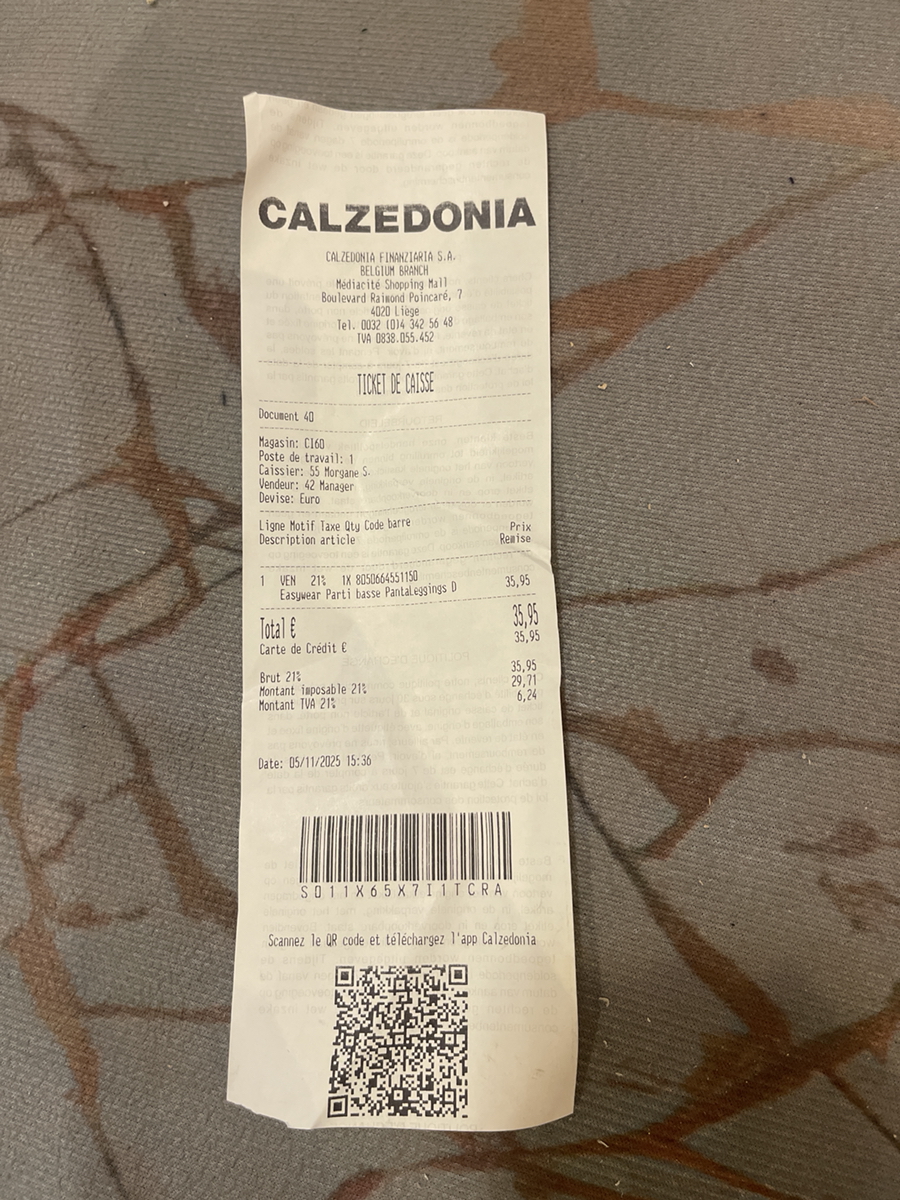 CALZEDONIA
CALZEDONIA FINANZIARIA S.A.
BELGIUM BRANCH
Médiacité Shopping Mall
Boulevard Raimond Poincaré, 7
4020 Liège
Tel. 0032 (0)4 342 56 48
TVA 0838.055.452
TICKET DE CAISSE
Document 40
Magasin: CI60
Poste de travail: 1
Caissier: 55 Morgane S.
Vendeur: 42 Manager
Devise: Euro
Ligne Motif Taxe Qty Code barre Prix
Description article Remise
1 VEN 21% 1X 8050664551150 35,95
Easywear Parti basse PantaLeggings D
Total € 35,95
Carte de Crédit € 35,95
Brut 21% 35,95
Montant imposable 21% 29,71
Montant TVA 21% 6,24
Date: 05/11/2025 15:36
S011X65X7I1TCRA
Scannez le QR code et téléchargez l'app Calzedonia